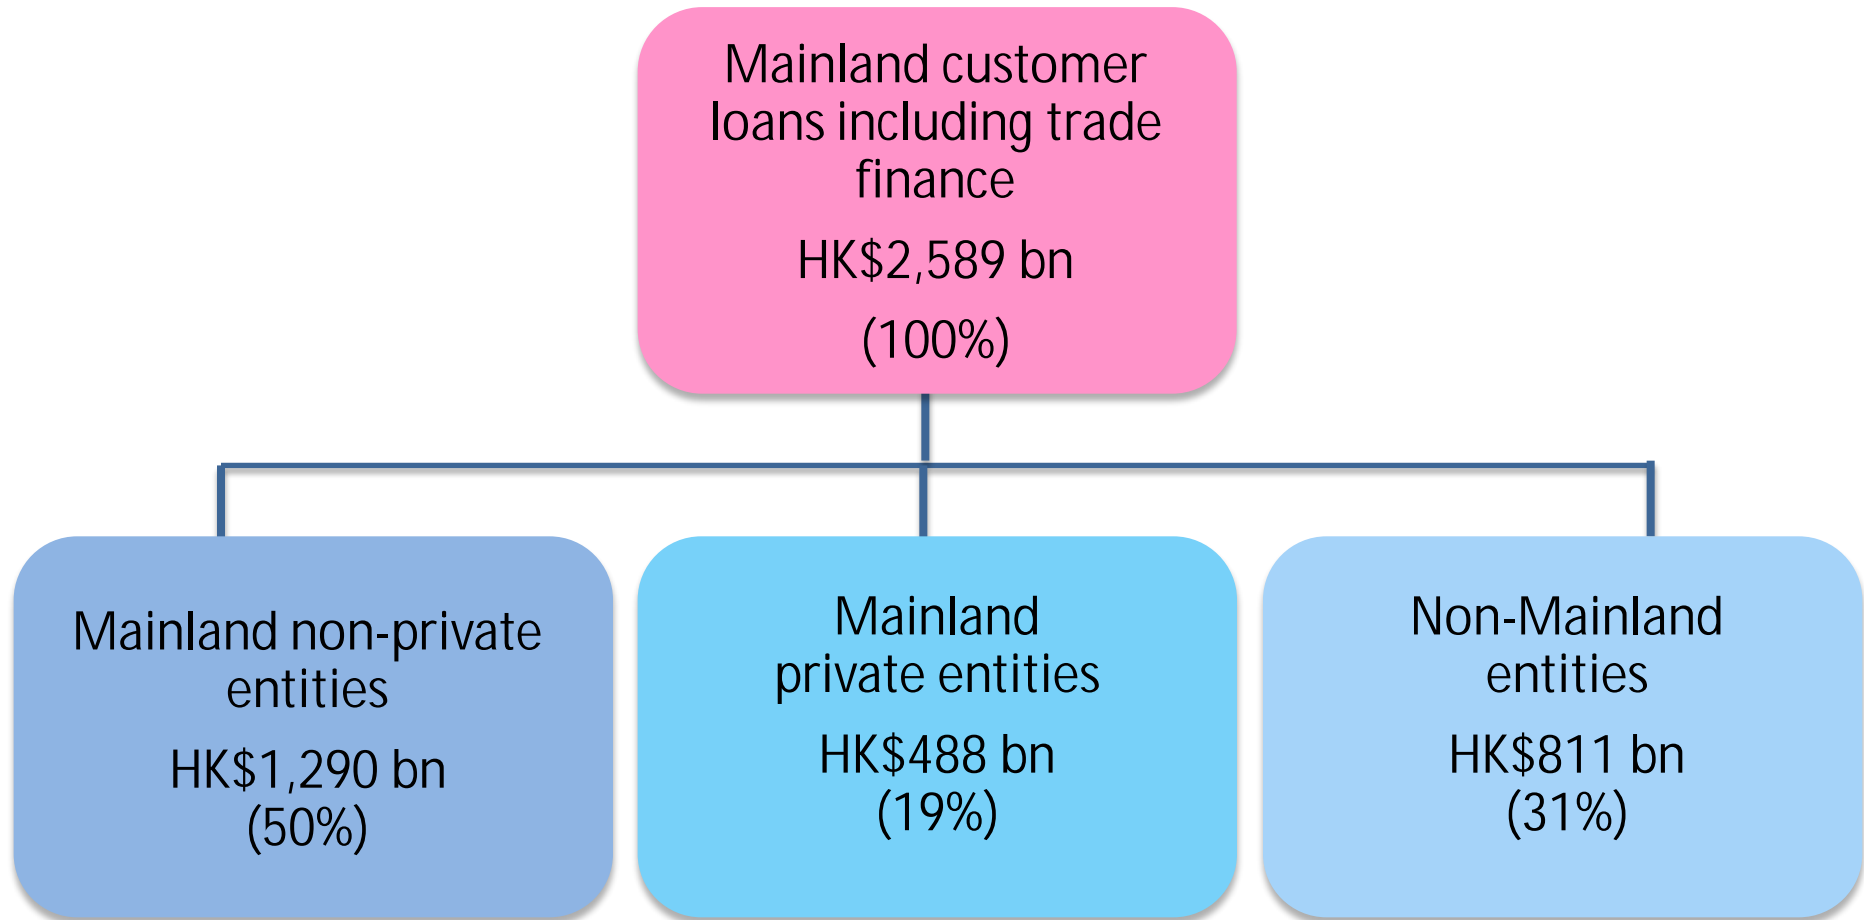 Mainland customer
loans including trade
finance
HK$2,589 bn
(100%)
Mainland non-private
entities
HK$1,290 bn
(50%)
Mainland
private entities
HK$488 bn
(19%)
Non-Mainland
entities
HK$811 bn
(31%)